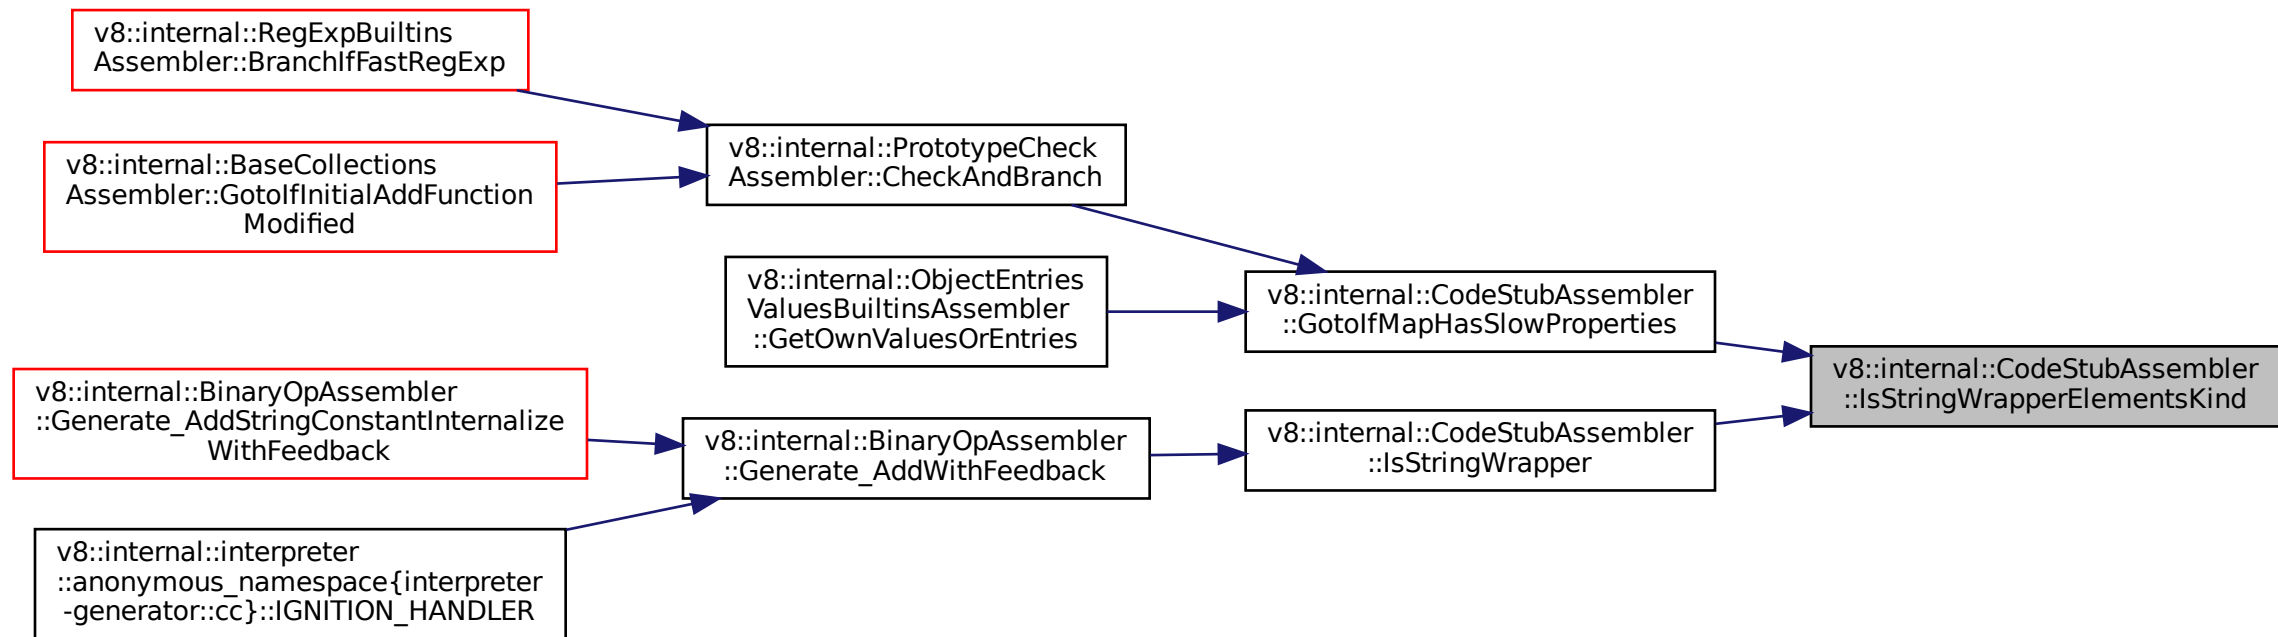 v8::internal::RegExpBuiltins
Assembler::BranchIfFastRegExp
v8::internal::BaseCollections
Assembler::GotoIfInitialAddFunction
Modified
v8::internal::PrototypeCheck
Assembler::CheckAndBranch
v8::internal::ObjectEntries
ValuesBuiltinsAssembler
::GetOwnValuesOrEntries
v8::internal::CodeStubAssembler
::GotoIfMapHasSlowProperties
v8::internal::CodeStubAssembler
::IsStringWrapperElementsKind
v8::internal::BinaryOpAssembler
::Generate_AddStringConstantInternalize
WithFeedback
v8::internal::BinaryOpAssembler
::Generate_AddWithFeedback
v8::internal::CodeStubAssembler
::IsStringWrapper
v8::internal::interpreter
::anonymous_namespace{interpreter
-generator::cc}::IGNITION_HANDLER